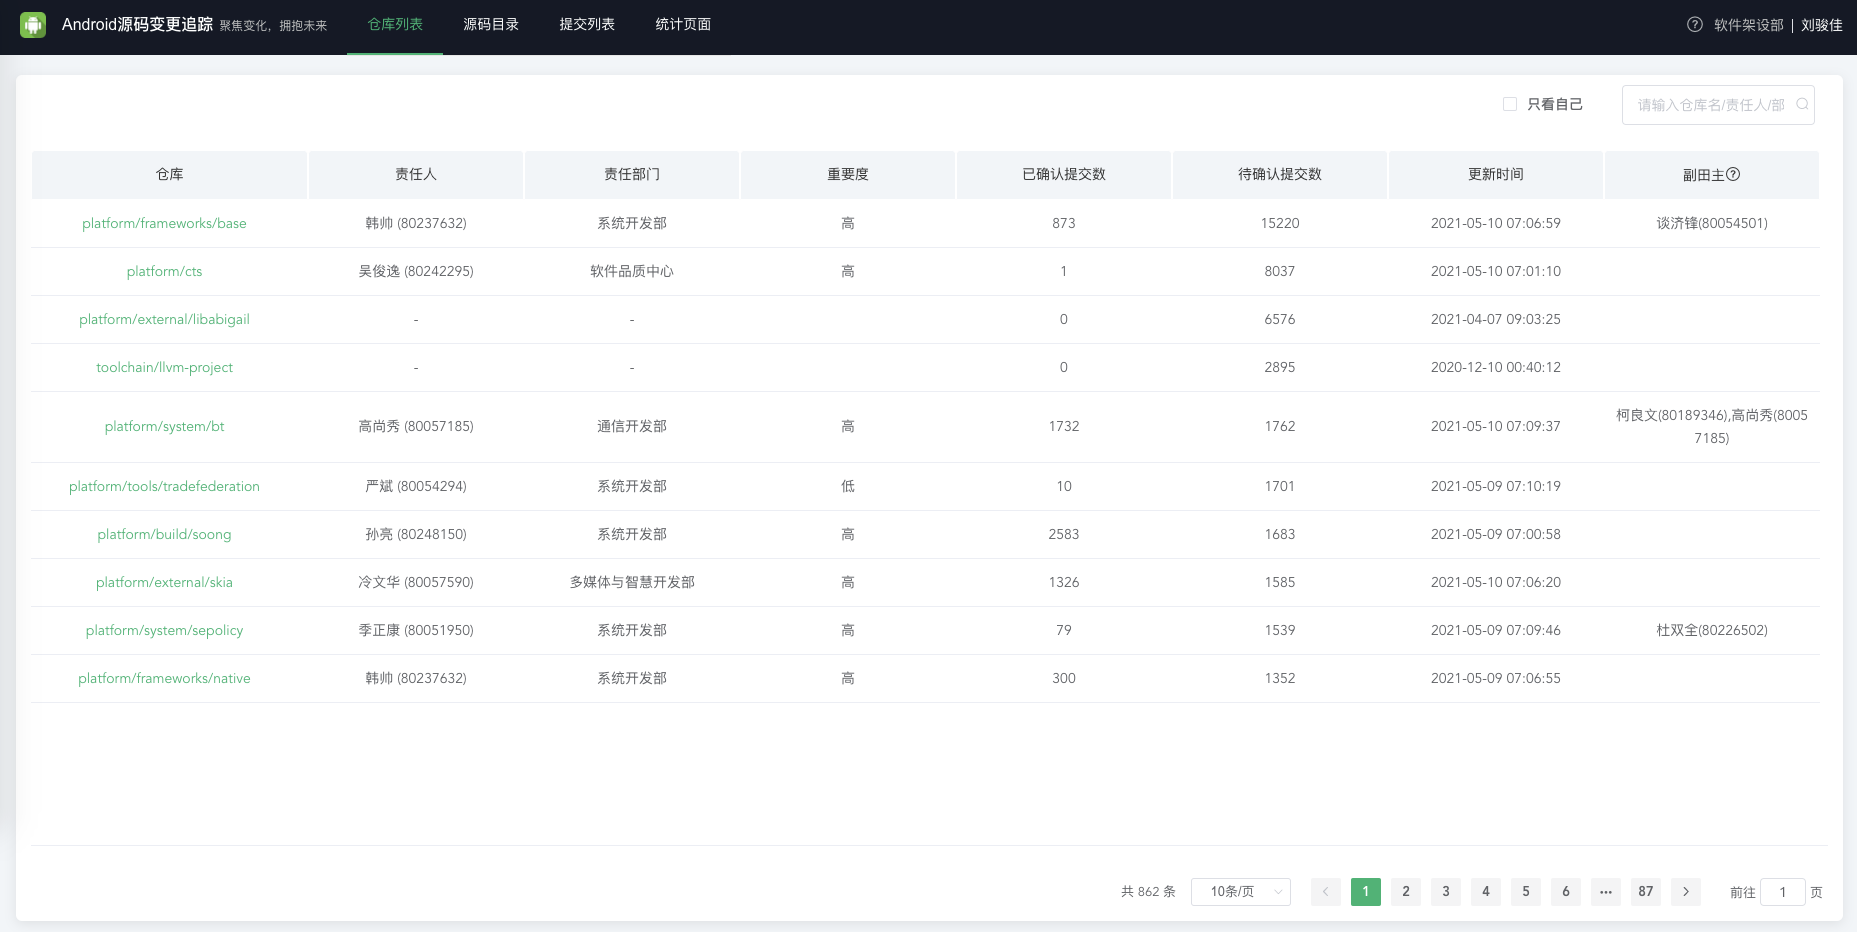 Android源码变更追踪 聚焦变化，拥抱未来 仓库列表 源码目录 提交列表 统计页面 软件架设部 | 刘骏佳
只看自己 请输入仓库名/责任人/部
仓库 责任人 责任部门 重要度 已确认提交数 待确认提交数 更新时间 副田主
platform/frameworks/base 韩帅 (80237632) 系统开发部 高 873 15220 2021-05-10 07:06:59 谈济锋(80054501)
platform/cts 吴俊逸 (80242295) 软件品质中心 高 1 8037 2021-05-10 07:01:10
platform/external/libabigail - - 0 6576 2021-04-07 09:03:25
toolchain/llvm-project - - 0 2895 2020-12-10 00:40:12
platform/system/bt 高尚秀 (80057185) 通信开发部 高 1732 1762 2021-05-10 07:09:37 柯良文(80189346),高尚秀(8005
7185)
platform/tools/tradefederation 严斌 (80054294) 系统开发部 低 10 1701 2021-05-09 07:10:19
platform/build/soong 孙亮 (80248150) 系统开发部 高 2583 1683 2021-05-09 07:00:58
platform/external/skia 冷文华 (80057590) 多媒体与智慧开发部 高 1326 1585 2021-05-10 07:06:20
platform/system/sepolicy 季正康 (80051950) 系统开发部 高 79 1539 2021-05-09 07:09:46 杜双全(80226502)
platform/frameworks/native 韩帅 (80237632) 系统开发部 高 300 1352 2021-05-09 07:06:55
共 862 条 10条/页 1 2 3 4 5 6 ••• 87 前往 1 页